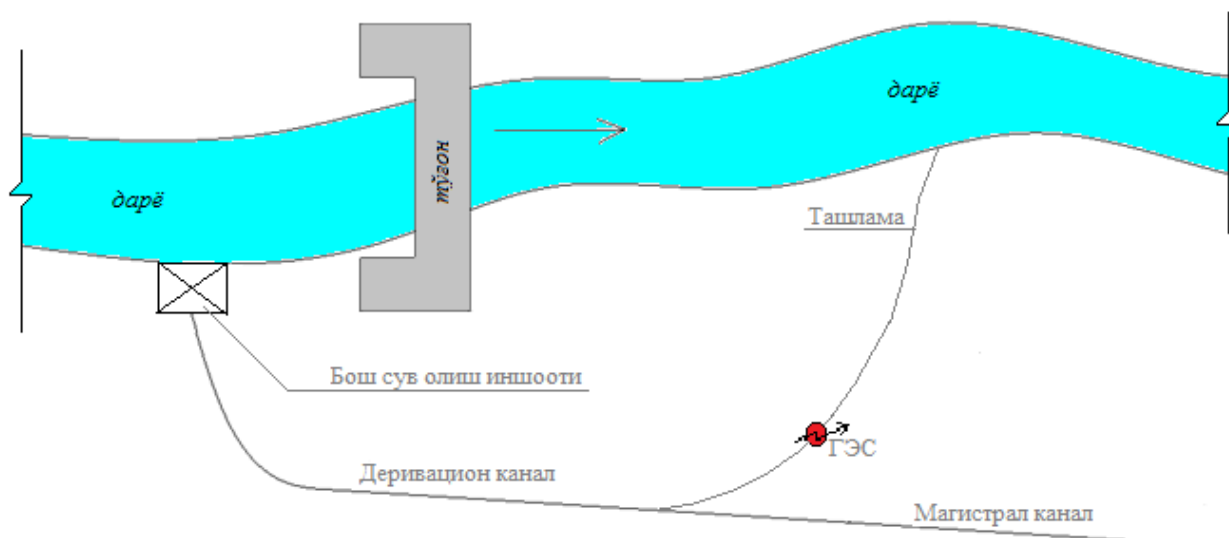 дарё
тўғон
дарё
Ташлама
Бош сув олиш иншооти
ГЭС
Деривацион канал
Магистрал канал